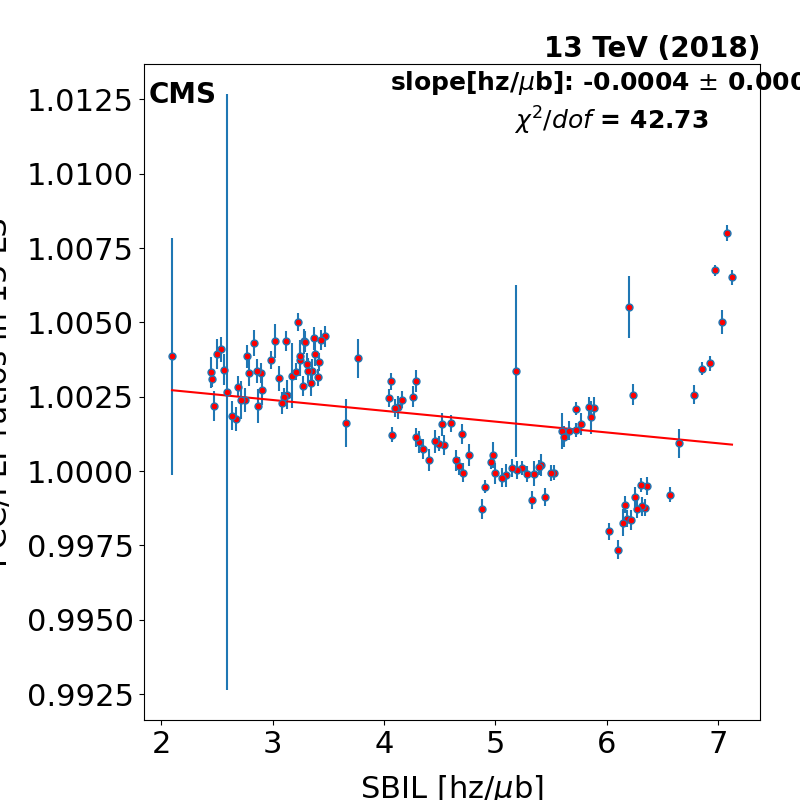 13 TeV (2018)
CMS
slope[hz/μb]: -0.0004 ± 0.000
χ²/dof = 42.73
1.0125
1.0100
1.0075
1.0050
1.0025
1.0000
0.9975
0.9950
0.9925
2 3 4 5 6 7
SBIL [hz/μb]